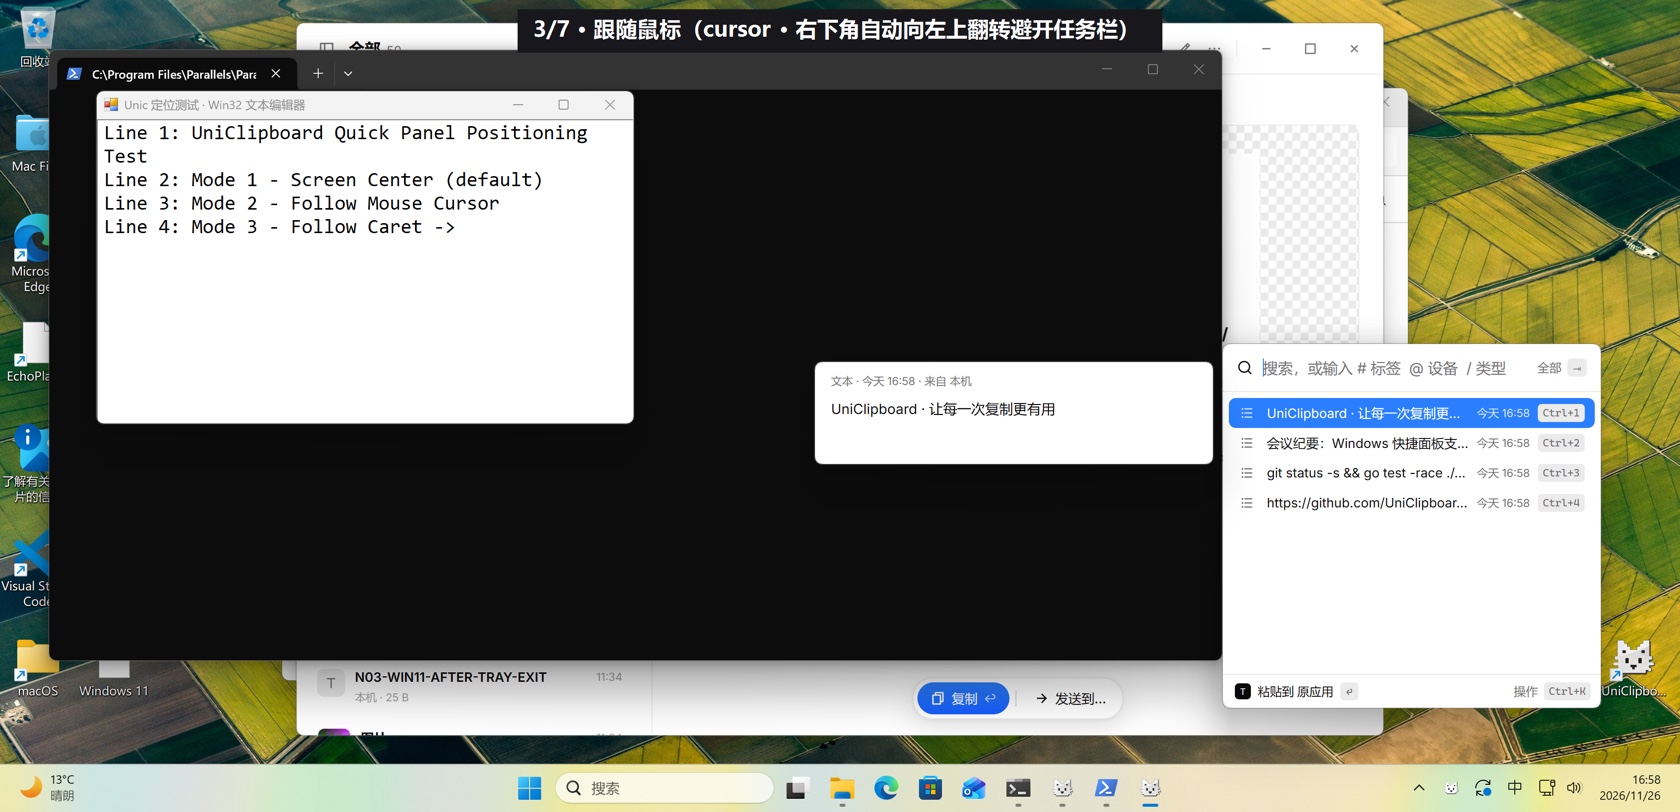 3/7 • 跟随鼠标（cursor • 右下角自动向左上翻转避开任务栏）
回收站
全部 50
C:\Program Files\Parallels\Para
Unic 定位测试 · Win32 文本编辑器
Line 1: UniClipboard Quick Panel Positioning
Test
Line 2: Mode 1 - Screen Center (default)
Line 3: Mode 2 - Follow Mouse Cursor
Line 4: Mode 3 - Follow Caret ->
Mac Fi
Micros
Edge
EchoPla
了解有关
片的信
Visual St
Code
macOS
Windows 11
文本 · 今天 16:58 · 来自 本机
UniClipboard · 让每一次复制更有用
搜索，或输入 # 标签 @ 设备 / 类型
全部
UniClipboard · 让每一次复制更... 今天 16:58 Ctrl+1
会议纪要：Windows 快捷面板支... 今天 16:58 Ctrl+2
git status -s && go test -race ./... 今天 16:58 Ctrl+3
https://github.com/UniClipboar... 今天 16:58 Ctrl+4
T 粘贴到 原应用
操作 Ctrl+K
T N03-WIN11-AFTER-TRAY-EXIT 11:34
本机 · 25 B
复制
发送到...
UniClipbo...
13°C
晴朗
搜索
中
16:58
2026/11/26